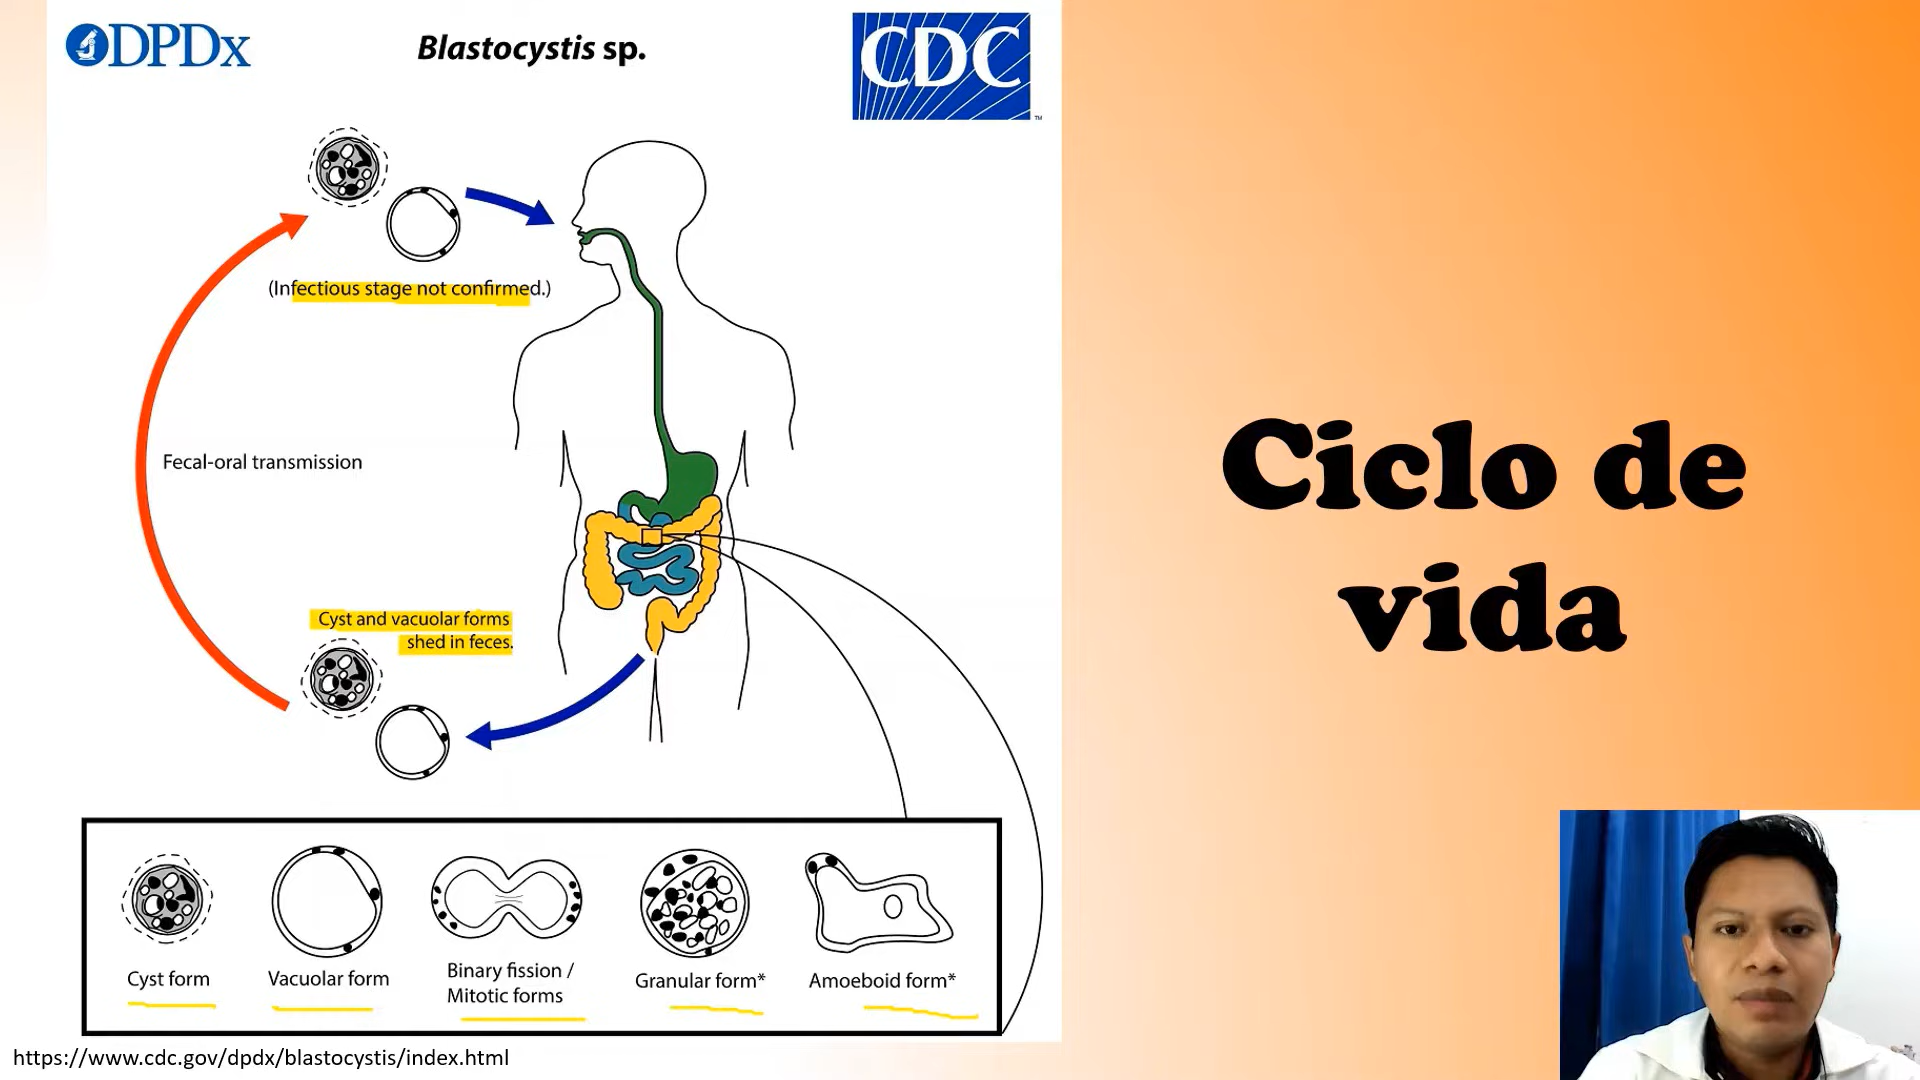 DPDx
Blastocystis sp.
CDC
TM
(Infectious stage not confirmed.)
Fecal-oral transmission
Cyst and vacuolar forms
shed in feces.
Cyst form
Vacuolar form
Binary fission /
Mitotic forms
Granular form*
Amoeboid form*
https://www.cdc.gov/dpdx/blastocystis/index.html
Ciclo de
vida